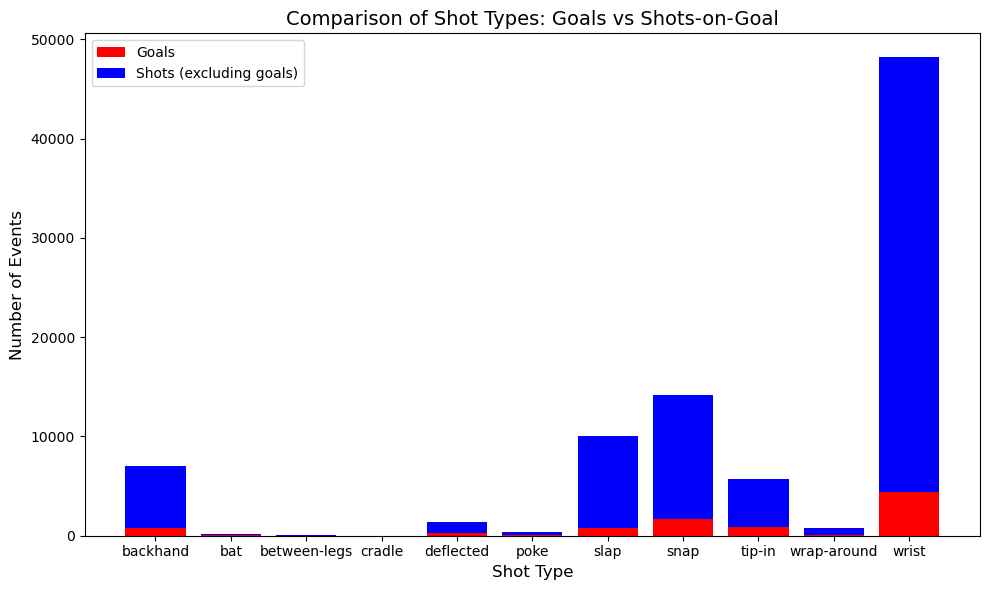 Comparison of Shot Types: Goals vs Shots-on-Goal
Goals
Shots (excluding goals)
Number of Events
50000
40000
30000
20000
10000
0
backhand bat between-legs cradle deflected poke slap snap tip-in wrap-around wrist
Shot Type